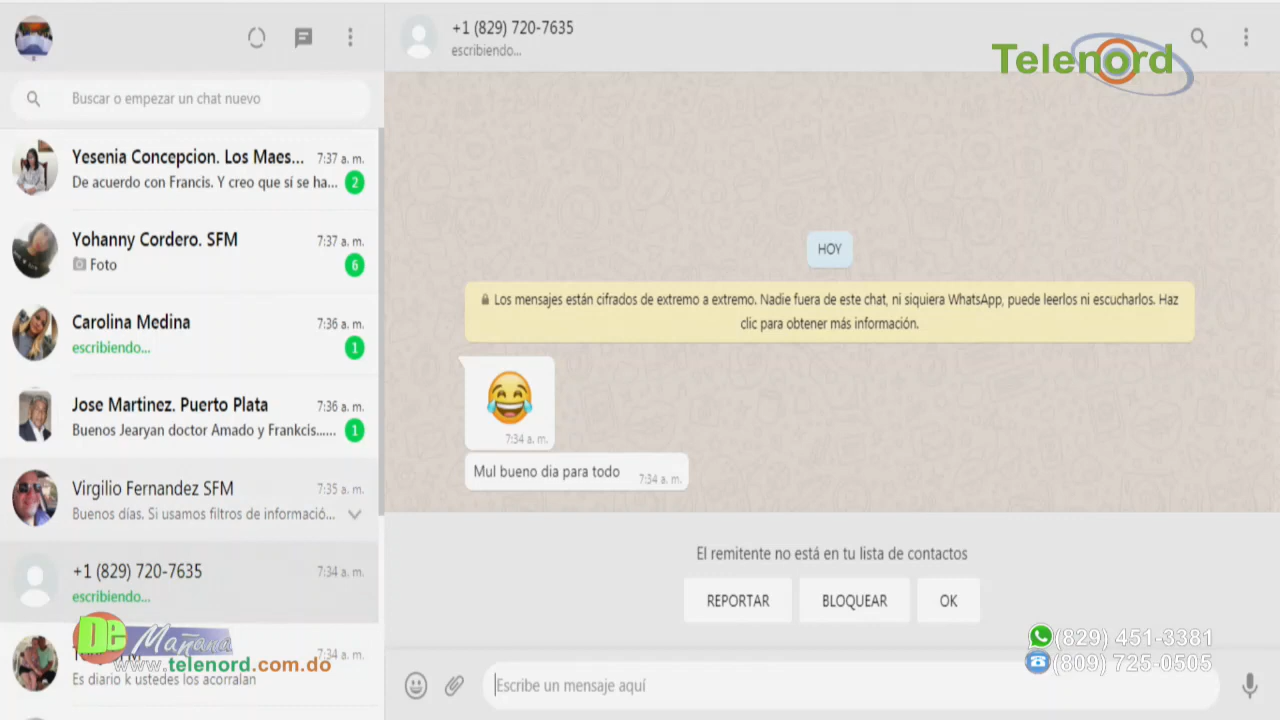 Buscar o empezar un chat nuevo
Yesenia Concepcion. Los Maes... 7:37 a. m.
De acuerdo con Francis. Y creo que sí se ha... 2
Yohanny Cordero. SFM 7:37 a. m.
Foto 6
Carolina Medina 7:36 a. m.
escribiendo... 1
Jose Martinez. Puerto Plata 7:36 a. m.
Buenos Jearyan doctor Amado y Frankcis...... 1
Virgilio Fernandez SFM 7:35 a. m.
Buenos días. Si usamos filtros de informació...
+1 (829) 720-7635 7:34 a. m.
escribiendo...
7:34 a. m.
Es diario k ustedes los acorralan
De Mañana
www.telenord.com.do
+1 (829) 720-7635
escribiendo...
Telenord
HOY
Los mensajes están cifrados de extremo a extremo. Nadie fuera de este chat, ni siquiera WhatsApp, puede leerlos ni escucharlos. Haz
clic para obtener más información.
😂
7:34 a. m.
Mul bueno dia para todo 7:34 a. m.
El remitente no está en tu lista de contactos
REPORTAR BLOQUEAR OK
(829) 451-3381
(809) 725-0505
Escribe un mensaje aquí